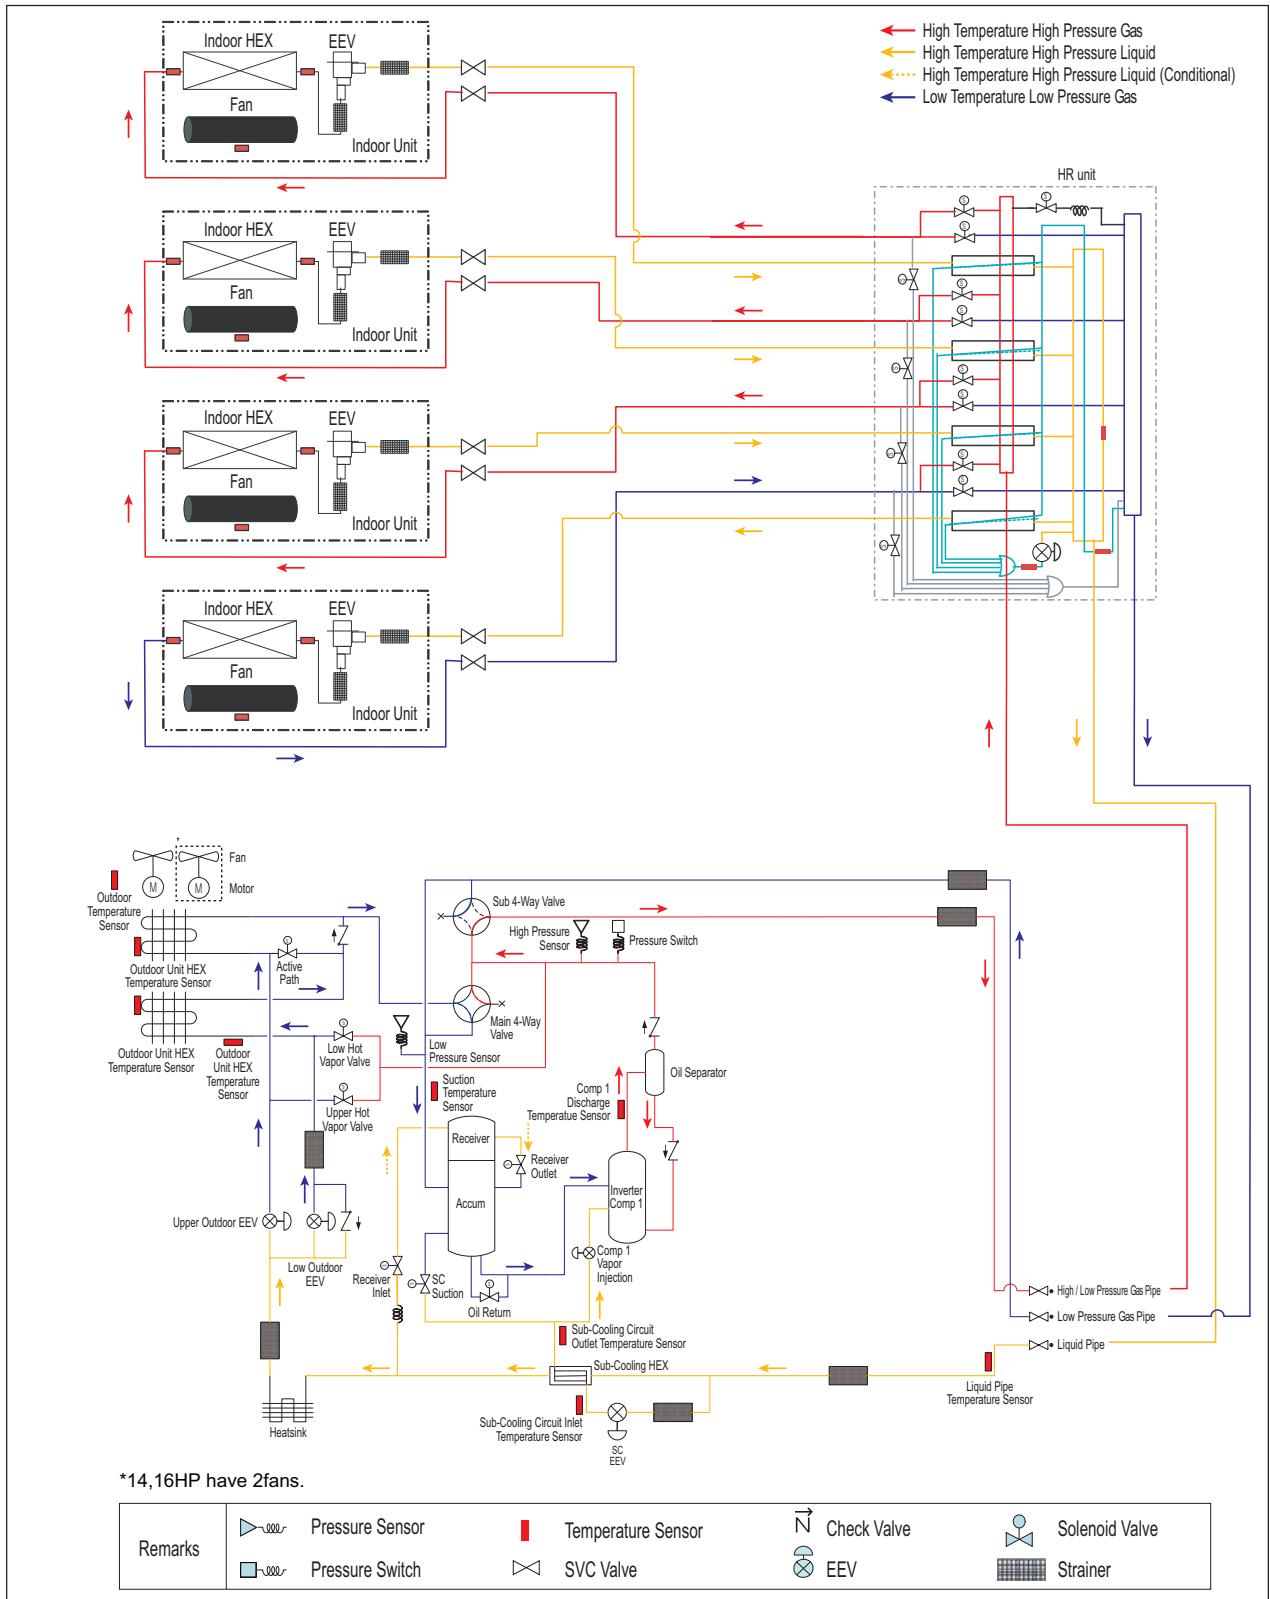 High Temperature High Pressure Gas
High Temperature High Pressure Liquid
High Temperature High Pressure Liquid (Conditional)
Low Temperature Low Pressure Gas
Indoor HEX
EEV
Fan
Indoor Unit
HR unit
S
S
S
S
S
S
S
S
S
S
S
S
S
Indoor HEX
EEV
Fan
Indoor Unit
Indoor HEX
EEV
Fan
Indoor Unit
Indoor HEX
EEV
Fan
Indoor Unit
*
Fan
M
M
Motor
Outdoor
Temperature
Sensor
Sub 4-Way Valve
High Pressure
Sensor
Pressure Switch
S
Active
Path
Outdoor Unit HEX
Temperature Sensor
Main 4-Way
Valve
S
Low Hot
Vapor Valve
Outdoor Unit HEX
Temperature Sensor
Outdoor
Unit HEX
Temperature
Sensor
Low
Pressure Sensor
Oil Separator
Suction
Temperature
Sensor
Comp 1
Discharge
Temperatue Sensor
S
Upper Hot
Vapor Valve
Receiver
S
Receiver
Outlet
Accum
Inverter
Comp 1
Upper Outdoor EEV
Low Outdoor
EEV
S
Receiver
Inlet
S
SC
Suction
S
Oil Return
Comp 1
Vapor
Injection
High / Low Pressure Gas Pipe
Low Pressure Gas Pipe
Liquid Pipe
Sub-Cooling Circuit
Outlet Temperature Sensor
Sub-Cooling HEX
Liquid Pipe
Temperature Sensor
Heatsink
Sub-Cooling Circuit Inlet
Temperature Sensor
SC
EEV
*14,16HP have 2fans.
Remarks
Pressure Sensor
Temperature Sensor
Check Valve
Solenoid Valve
Pressure Switch
SVC Valve
EEV
Strainer